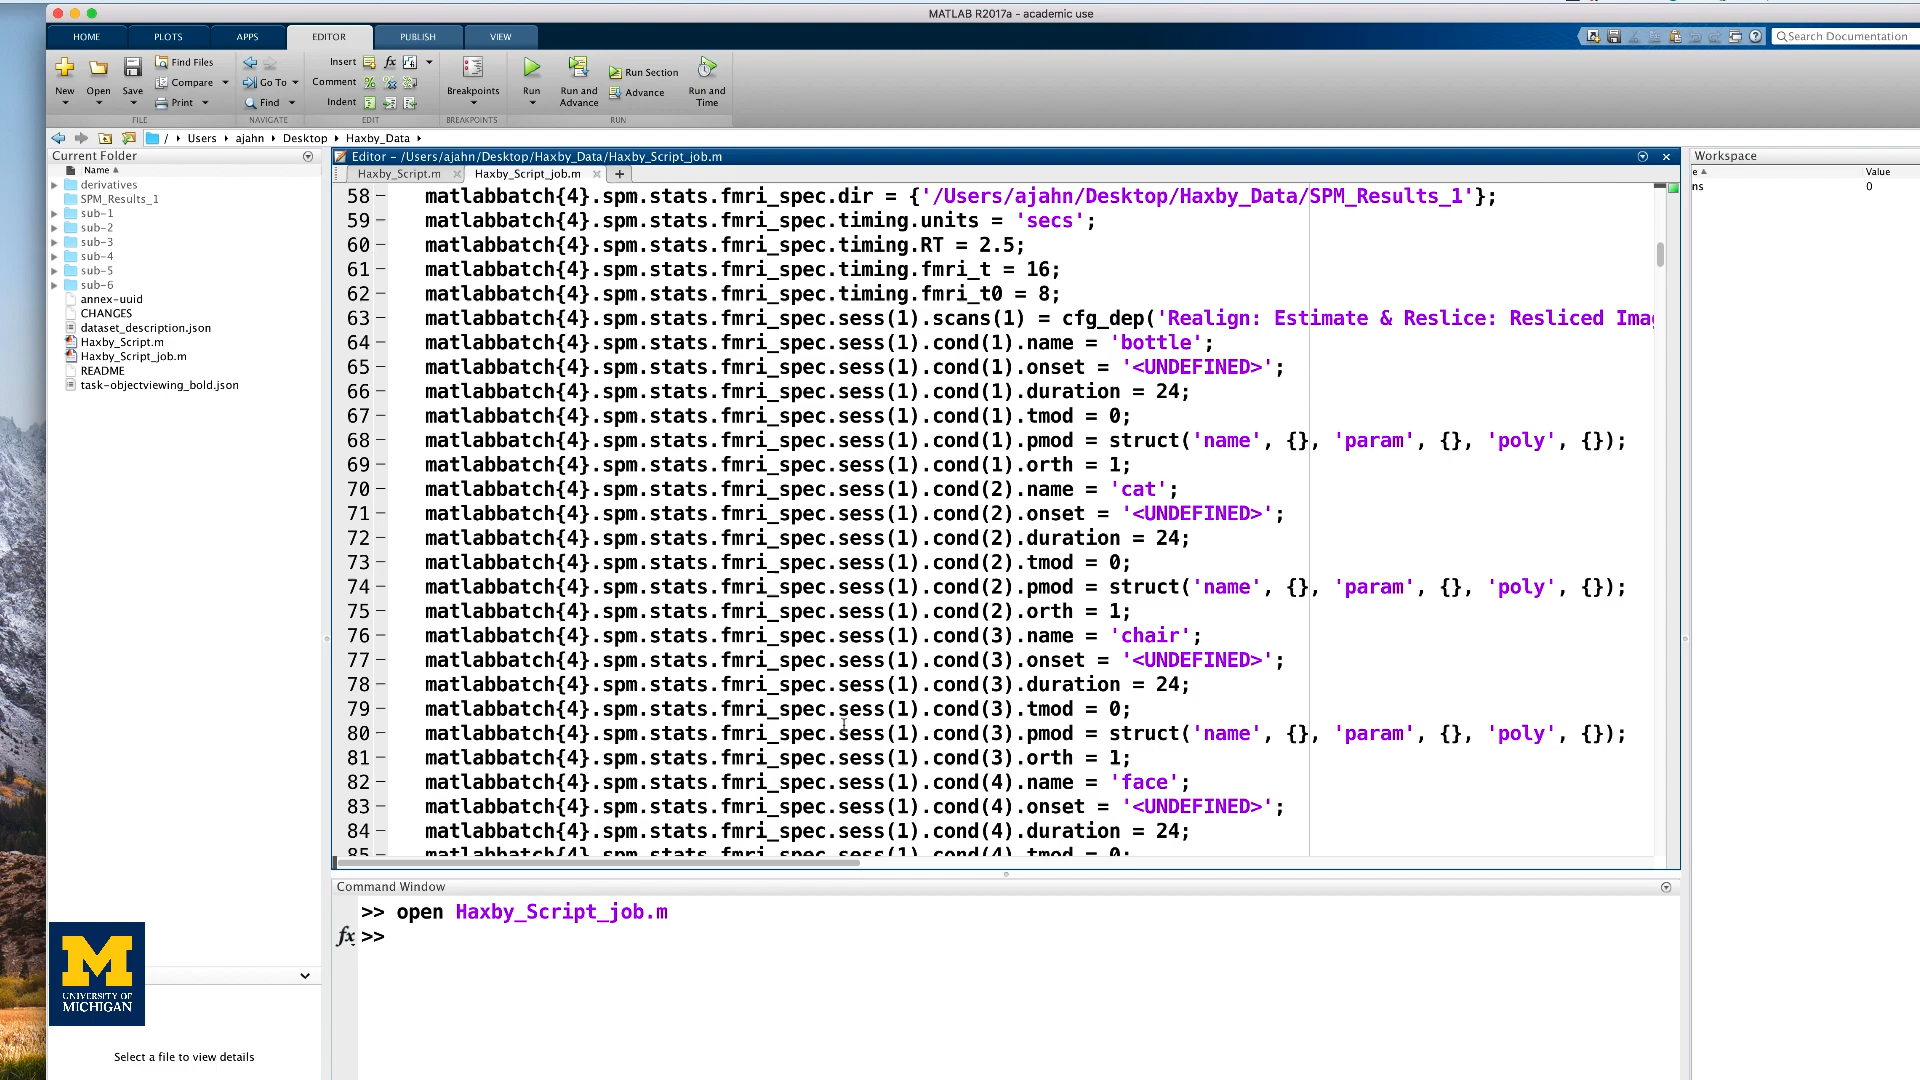 MATLAB R2017a - academic use
HOME PLOTS APPS EDITOR PUBLISH VIEW
Search Documentation
New Open Save Find Files Compare Print
Go To Find
Insert fx
Comment
Indent
Breakpoints
Run Run and Advance Run Section Advance Run and Time
FILE NAVIGATE EDIT BREAKPOINTS RUN
/ Users ajahn Desktop Haxby_Data
Current Folder
Name
derivatives
SPM_Results_1
sub-1
sub-2
sub-3
sub-4
sub-5
sub-6
annex-uuid
CHANGES
dataset_description.json
Haxby_Script.m
Haxby_Script_job.m
README
task-objectviewing_bold.json
UNIVERSITY OF
MICHIGAN
Select a file to view details
Editor - /Users/ajahn/Desktop/Haxby_Data/Haxby_Script_job.m
Haxby_Script.m Haxby_Script_job.m
58 matlabbatch{4}.spm.stats.fmri_spec.dir = {'/Users/ajahn/Desktop/Haxby_Data/SPM_Results_1'};
59 matlabbatch{4}.spm.stats.fmri_spec.timing.units = 'secs';
60 matlabbatch{4}.spm.stats.fmri_spec.timing.RT = 2.5;
61 matlabbatch{4}.spm.stats.fmri_spec.timing.fmri_t = 16;
62 matlabbatch{4}.spm.stats.fmri_spec.timing.fmri_t0 = 8;
63 matlabbatch{4}.spm.stats.fmri_spec.sess(1).scans(1) = cfg_dep('Realign: Estimate & Reslice: Resliced Ima
64 matlabbatch{4}.spm.stats.fmri_spec.sess(1).cond(1).name = 'bottle';
65 matlabbatch{4}.spm.stats.fmri_spec.sess(1).cond(1).onset = '<UNDEFINED>';
66 matlabbatch{4}.spm.stats.fmri_spec.sess(1).cond(1).duration = 24;
67 matlabbatch{4}.spm.stats.fmri_spec.sess(1).cond(1).tmod = 0;
68 matlabbatch{4}.spm.stats.fmri_spec.sess(1).cond(1).pmod = struct('name', {}, 'param', {}, 'poly', {});
69 matlabbatch{4}.spm.stats.fmri_spec.sess(1).cond(1).orth = 1;
70 matlabbatch{4}.spm.stats.fmri_spec.sess(1).cond(2).name = 'cat';
71 matlabbatch{4}.spm.stats.fmri_spec.sess(1).cond(2).onset = '<UNDEFINED>';
72 matlabbatch{4}.spm.stats.fmri_spec.sess(1).cond(2).duration = 24;
73 matlabbatch{4}.spm.stats.fmri_spec.sess(1).cond(2).tmod = 0;
74 matlabbatch{4}.spm.stats.fmri_spec.sess(1).cond(2).pmod = struct('name', {}, 'param', {}, 'poly', {});
75 matlabbatch{4}.spm.stats.fmri_spec.sess(1).cond(2).orth = 1;
76 matlabbatch{4}.spm.stats.fmri_spec.sess(1).cond(3).name = 'chair';
77 matlabbatch{4}.spm.stats.fmri_spec.sess(1).cond(3).onset = '<UNDEFINED>';
78 matlabbatch{4}.spm.stats.fmri_spec.sess(1).cond(3).duration = 24;
79 matlabbatch{4}.spm.stats.fmri_spec.sess(1).cond(3).tmod = 0;
80 matlabbatch{4}.spm.stats.fmri_spec.sess(1).cond(3).pmod = struct('name', {}, 'param', {}, 'poly', {});
81 matlabbatch{4}.spm.stats.fmri_spec.sess(1).cond(3).orth = 1;
82 matlabbatch{4}.spm.stats.fmri_spec.sess(1).cond(4).name = 'face';
83 matlabbatch{4}.spm.stats.fmri_spec.sess(1).cond(4).onset = '<UNDEFINED>';
84 matlabbatch{4}.spm.stats.fmri_spec.sess(1).cond(4).duration = 24;
85 matlabbatch{4}.spm.stats.fmri_spec.sess(1).cond(4).tmod = 0;
Command Window
>> open Haxby_Script_job.m
fx >>
Workspace
e Value
ns 0